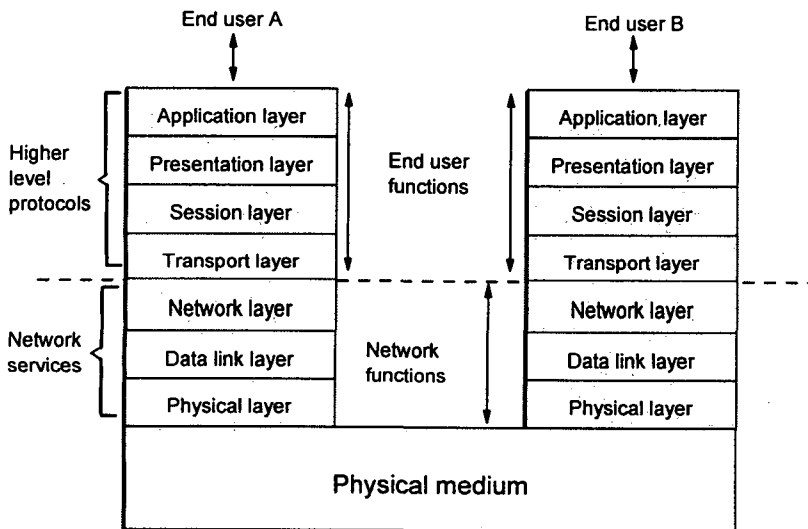 End user A
End user B
Application layer
Application layer
Higher
level
protocols
Presentation layer
End user
functions
Presentation layer
Session layer
Session layer
Transport layer
Transport layer
Network
services
Network layer
Network layer
Data link layer
Network
functions
Data link layer
Physical layer
Physical layer
Physical medium